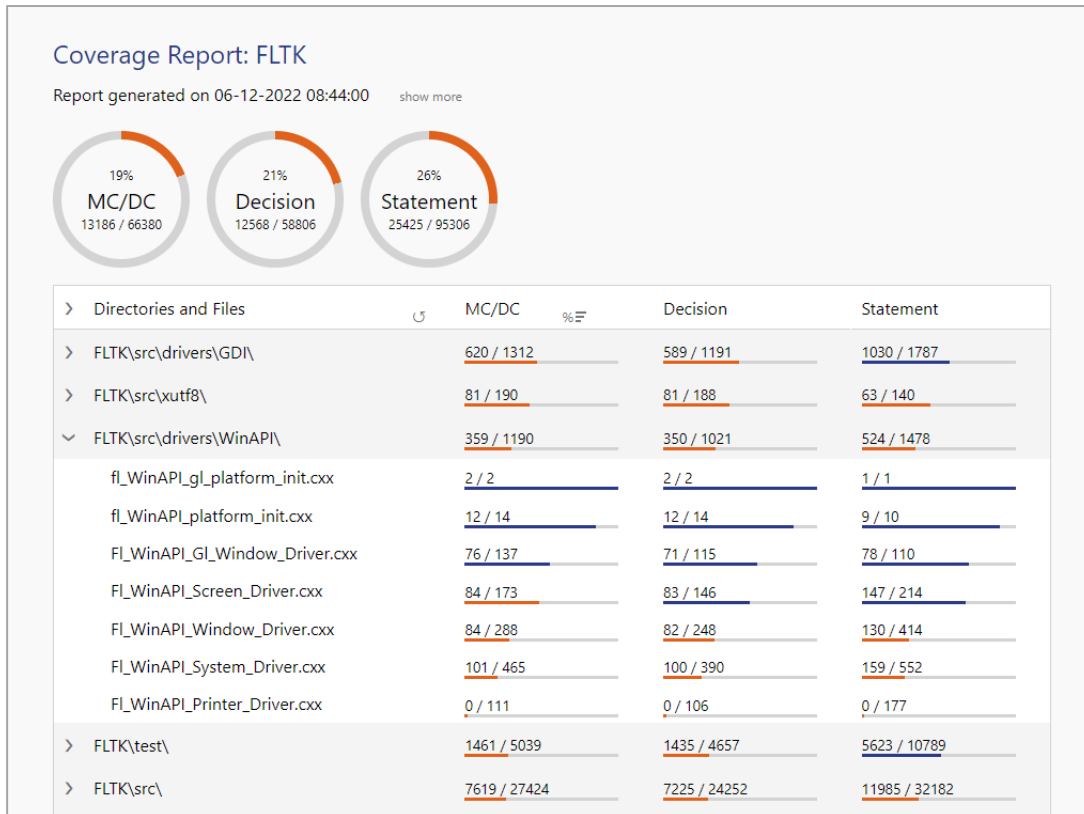 Coverage Report: FLTK
Report generated on 06-12-2022 08:44:00 show more
19%
MC/DC
13186 / 66380
21%
Decision
12568 / 58806
26%
Statement
25425 / 95306
Directories and Files MC/DC % Decision Statement
FLTK\src\drivers\GDI\ 620 / 1312 589 / 1191 1030 / 1787
FLTK\src\xutf8\ 81 / 190 81 / 188 63 / 140
FLTK\src\drivers\WinAPI\ 359 / 1190 350 / 1021 524 / 1478
fl_WinAPI_gl_platform_init.cxx 2 / 2 2 / 2 1 / 1
fl_WinAPI_platform_init.cxx 12 / 14 12 / 14 9 / 10
Fl_WinAPI_Gl_Window_Driver.cxx 76 / 137 71 / 115 78 / 110
Fl_WinAPI_Screen_Driver.cxx 84 / 173 83 / 146 147 / 214
Fl_WinAPI_Window_Driver.cxx 84 / 288 82 / 248 130 / 414
Fl_WinAPI_System_Driver.cxx 101 / 465 100 / 390 159 / 552
Fl_WinAPI_Printer_Driver.cxx 0 / 111 0 / 106 0 / 177
FLTK\test\ 1461 / 5039 1435 / 4657 5623 / 10789
FLTK\src\ 7619 / 27424 7225 / 24252 11985 / 32182